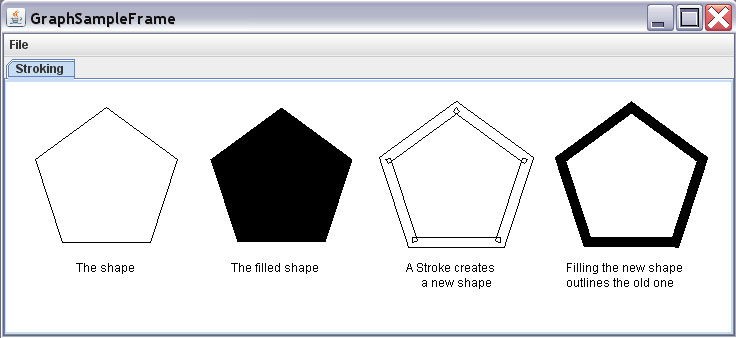 GraphSampleFrame
File
Stroking
The shape
The filled shape
A Stroke creates
a new shape
Filling the new shape
outlines the old one